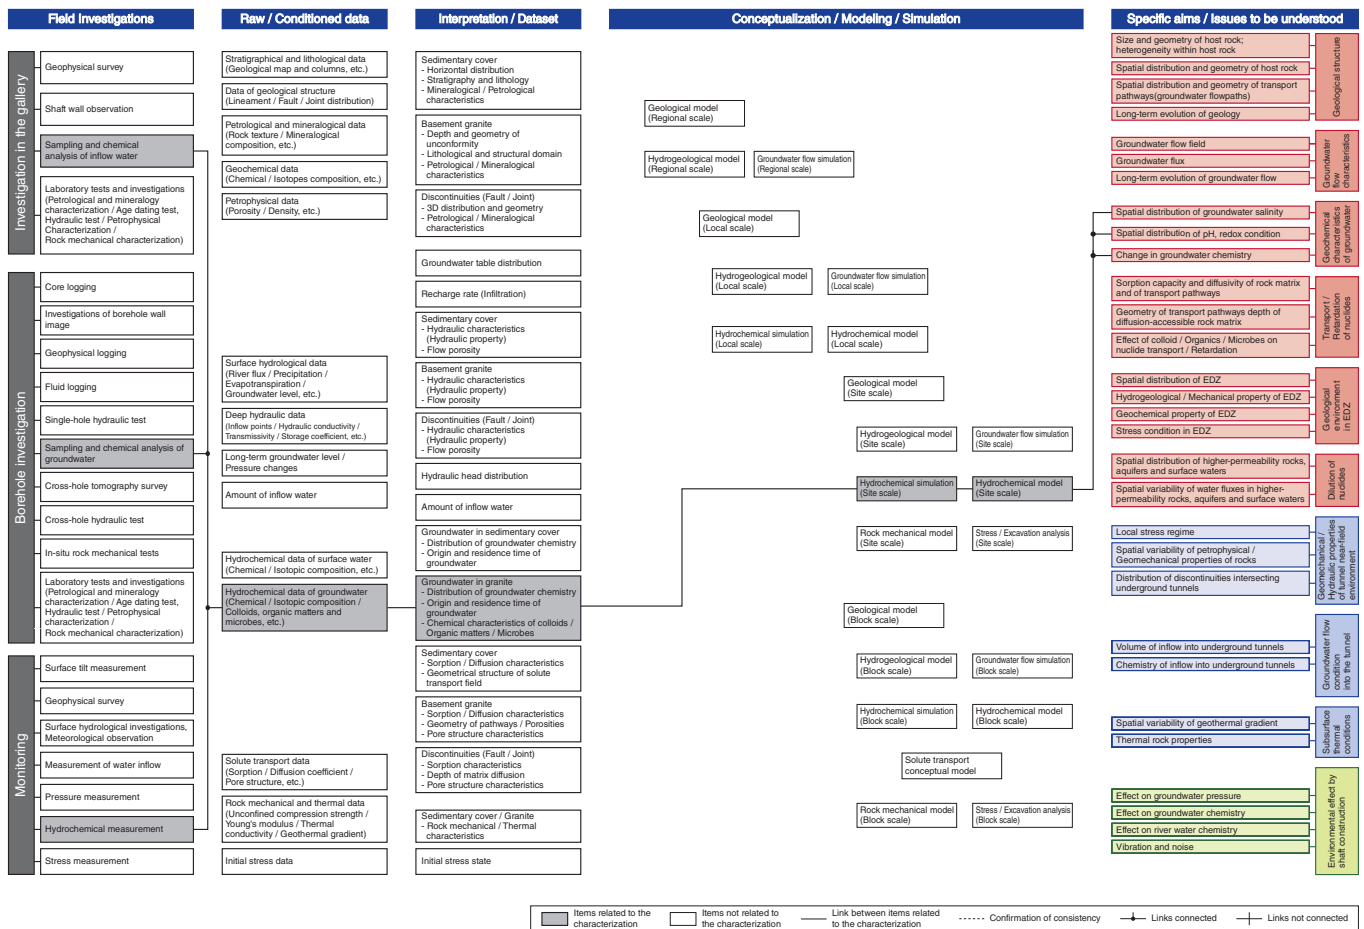 Field Investigations
Raw / Conditioned data
Interpretation / Dataset
Conceptualization / Modeling / Simulation
Specific aims / Issues to be understood
Investigation in the gallery
Geophysical survey
Shaft wall observation
Sampling and chemical
analysis of inflow water
Laboratory tests and investigations
(Petrological and mineralogy
characterization / Age dating test,
Hydraulic test / Petrophysical
Characterization /
Rock mechanical characterization)
Borehole investigation
Core logging
Investigations of borehole wall
image
Geophysical logging
Fluid logging
Single-hole hydraulic test
Sampling and chemical analysis of
groundwater
Cross-hole tomography survey
Cross-hole hydraulic test
In-situ rock mechanical tests
Laboratory tests and investigations
(Petrological and mineralogy
characterization / Age dating test,
Hydraulic test / Petrophysical
characterization /
Rock mechanical characterization)
Monitoring
Surface tilt measurement
Geophysical survey
Surface hydrological investigations,
Meteorological observation
Measurement of water inflow
Pressure measurement
Hydrochemical measurement
Stress measurement
Stratigraphical and lithological data
(Geological map and columns, etc.)
Data of geological structure
(Lineament / Fault / Joint distribution)
Petrological and mineralogical data
(Rock texture / Mineralogical
composition, etc.)
Geochemical data
(Chemical / Isotopes composition, etc.)
Petrophysical data
(Porosity / Density, etc.)
Surface hydrological data
(River flux / Precipitation /
Evapotranspiration /
Groundwater level, etc.)
Deep hydraulic data
(Inflow points / Hydraulic conductivity /
Transmissivity / Storage coefficient, etc.)
Long-term groundwater level /
Pressure changes
Amount of inflow water
Hydrochemical data of surface water
(Chemical / Isotopic composition, etc.)
Hydrochemical data of groundwater
(Chemical / Isotopic composition /
Colloids, organic matters and
microbes, etc.)
Solute transport data
(Sorption / Diffusion coefficient /
Pore structure, etc.)
Rock mechanical and thermal data
(Unconfined compression strength /
Young's modulus / Thermal
conductivity / Geothermal gradient)
Initial stress data
Sedimentary cover
- Horizontal distribution
- Stratigraphy and lithology
- Mineralogical / Petrological
characteristics
Basement granite
- Depth and geometry of
unconformity
- Lithological and structural domain
- Petrological / Mineralogical
characteristics
Discontinuities (Fault / Joint)
- 3D distribution and geometry
- Petrological / Mineralogical
characteristics
Groundwater table distribution
Recharge rate (Infiltration)
Sedimentary cover
- Hydraulic characteristics
(Hydraulic property)
- Flow porosity
Basement granite
- Hydraulic characteristics
(Hydraulic property)
- Flow porosity
Discontinuities (Fault / Joint)
- Hydraulic characteristics
(Hydraulic property)
- Flow porosity
Hydraulic head distribution
Amount of inflow water
Groundwater in sedimentary cover
- Distribution of groundwater chemistry
- Origin and residence time of
groundwater
Groundwater in granite
- Distribution of groundwater chemistry
- Origin and residence time of
groundwater
- Chemical characteristics of colloids /
Organic matters / Microbes
Sedimentary cover
- Sorption / Diffusion characteristics
- Geometrical structure of solute
transport field
Basement granite
- Sorption / Diffusion characteristics
- Geometry of pathways / Porosities
- Pore structure characteristics
Discontinuities (Fault / Joint)
- Sorption characteristics
- Depth of matrix diffusion
- Pore structure characteristics
Sedimentary cover / Granite
- Rock mechanical / Thermal
characteristics
Initial stress state
Geological model
(Regional scale)
Hydrogeological model
(Regional scale)
Groundwater flow simulation
(Regional scale)
Geological model
(Local scale)
Hydrogeological model
(Local scale)
Groundwater flow simulation
(Local scale)
Hydrochemical simulation
(Local scale)
Hydrochemical model
(Local scale)
Geological model
(Site scale)
Hydrogeological model
(Site scale)
Groundwater flow simulation
(Site scale)
Hydrochemical simulation
(Site scale)
Hydrochemical model
(Site scale)
Rock mechanical model
(Site scale)
Stress / Excavation analysis
(Site scale)
Geological model
(Block scale)
Hydrogeological model
(Block scale)
Groundwater flow simulation
(Block scale)
Hydrochemical simulation
(Block scale)
Hydrochemical model
(Block scale)
Solute transport
conceptual model
Rock mechanical model
(Block scale)
Stress / Excavation analysis
(Block scale)
Size and geometry of host rock;
heterogeneity within host rock
Spatial distribution and geometry of host rock
Spatial distribution and geometry of transport
pathways(groundwater flowpaths)
Long-term evolution of geology
Geological structure
Groundwater flow field
Groundwater flux
Long-term evolution of groundwater flow
Groundwater
flow
characteristics
Spatial distribution of groundwater salinity
Spatial distribution of pH, redox condition
Change in groundwater chemistry
Geochemical
characteristics
of groundwater
Sorption capacity and diffusivity of rock matrix
and of transport pathways
Geometry of transport pathways depth of
diffusion-accessible rock matrix
Effect of colloid / Organics / Microbes on
nuclide transport / Retardation
Transport /
Retardation
of nuclides
Spatial distribution of EDZ
Hydrogeological / Mechanical property of EDZ
Geochemical property of EDZ
Stress condition in EDZ
Geological
environment
in EDZ
Spatial distribution of higher-permeability rocks,
aquifers and surface waters
Spatial variability of water fluxes in higher-
permeability rocks, aquifers and surface waters
Dilution of
nuclides
Local stress regime
Spatial variability of petrophysical /
Geomechanical properties of rocks
Distribution of discontinuities intersecting
underground tunnels
Geomechanical /
Hydraulic properties
of tunnel near-field
environment
Volume of inflow into underground tunnels
Chemistry of inflow into underground tunnels
Groundwater flow
condition
into the tunnel
Spatial variability of geothermal gradient
Thermal rock properties
Subsurface
thermal
conditions
Effect on groundwater pressure
Effect on groundwater chemistry
Effect on river water chemistry
Vibration and noise
Environmental effect by
shaft construction
Items related to the
characterization
Items not related to
the characterization
Link between items related
to the characterization
Confirmation of consistency
Links connected
Links not connected